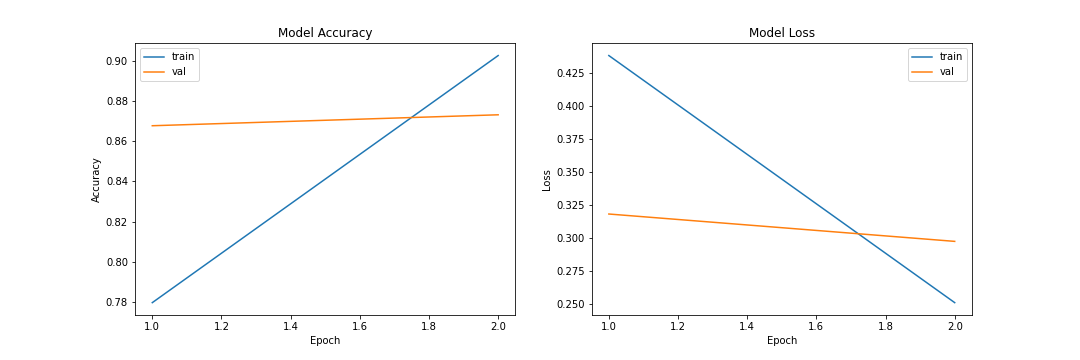 Model Accuracy
train
val
0.90
0.88
0.86
0.84
0.82
0.80
0.78
Accuracy
1.0 1.2 1.4 1.6 1.8 2.0
Epoch
Model Loss
train
val
0.425
0.400
0.375
0.350
0.325
0.300
0.275
0.250
Loss
1.0 1.2 1.4 1.6 1.8 2.0
Epoch